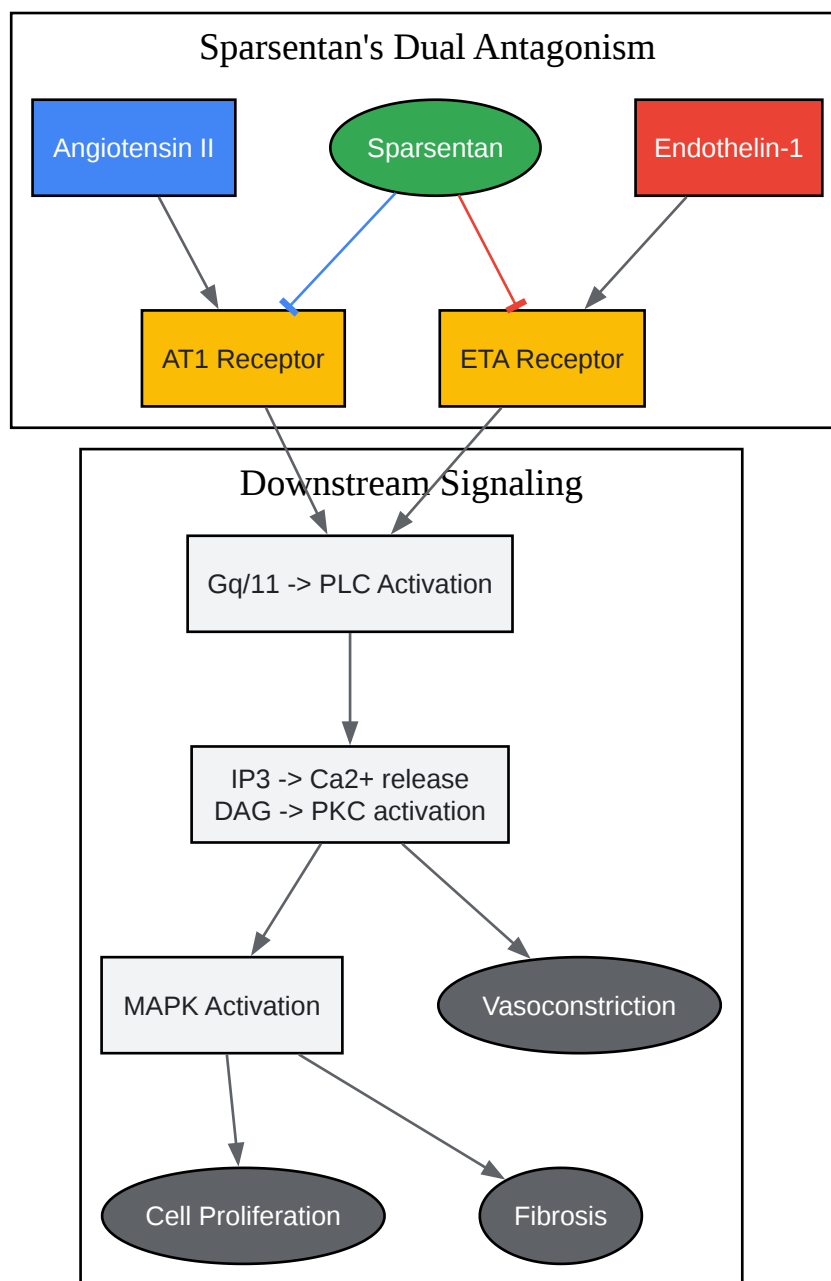 Sparsentan's Dual Antagonism
Angiotensin II
Sparsentan
Endothelin-1
AT1 Receptor
ETA Receptor
Downstream Signaling
Gq/11 -> PLC Activation
IP3 -> Ca2+ release
DAG -> PKC activation
MAPK Activation
Vasoconstriction
Cell Proliferation
Fibrosis